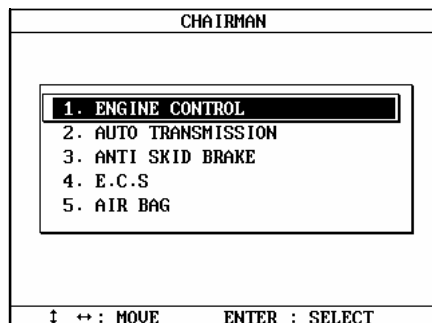 CHAIRMAN
1. ENGINE CONTROL
2. AUTO TRANSMISSION
3. ANTI SKID BRAKE
4. E.C.S
5. AIR BAG
↕ ↔: MOVE ENTER : SELECT